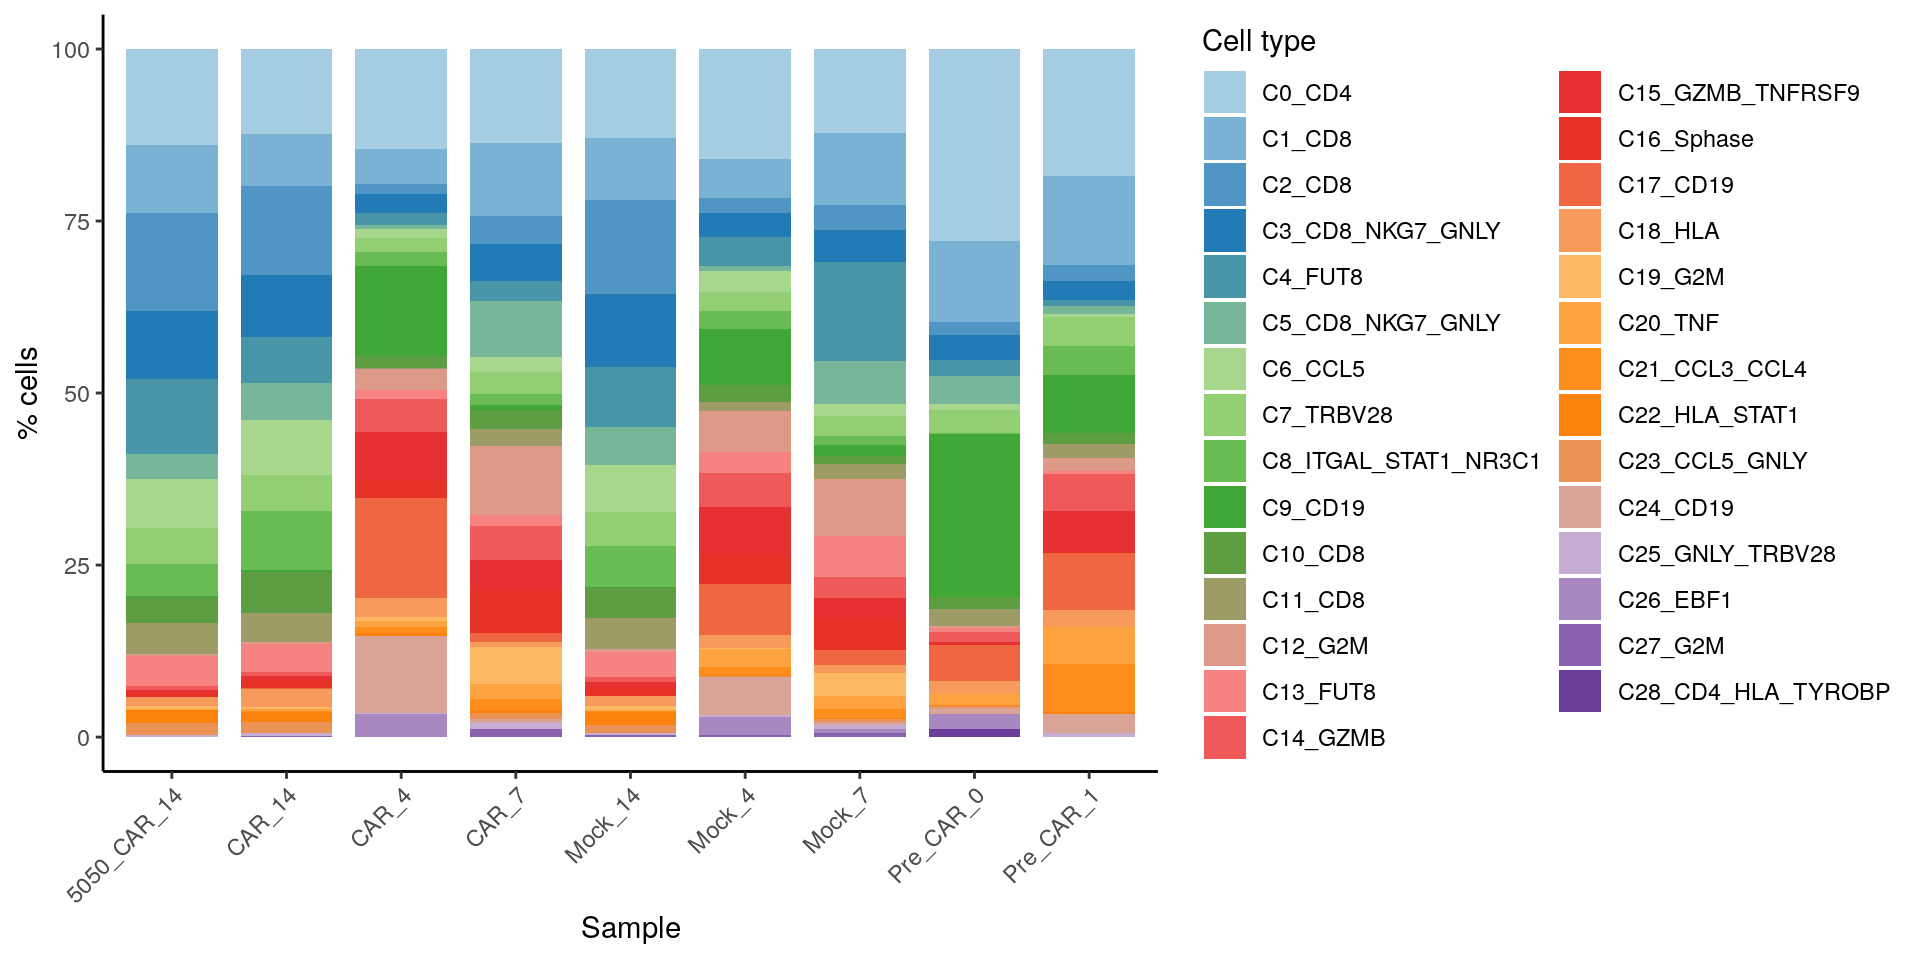 100
75
50
25
0
% cells
5050_CAR_14
CAR_14
CAR_4
CAR_7
Mock_14
Mock_4
Mock_7
Pre_CAR_0
Pre_CAR_1
Sample
Cell type
C0_CD4
C1_CD8
C2_CD8
C3_CD8_NKG7_GNLY
C4_FUT8
C5_CD8_NKG7_GNLY
C6_CCL5
C7_TRBV28
C8_ITGAL_STAT1_NR3C1
C9_CD19
C10_CD8
C11_CD8
C12_G2M
C13_FUT8
C14_GZMB
C15_GZMB_TNFRSF9
C16_Sphase
C17_CD19
C18_HLA
C19_G2M
C20_TNF
C21_CCL3_CCL4
C22_HLA_STAT1
C23_CCL5_GNLY
C24_CD19
C25_GNLY_TRBV28
C26_EBF1
C27_G2M
C28_CD4_HLA_TYROBP